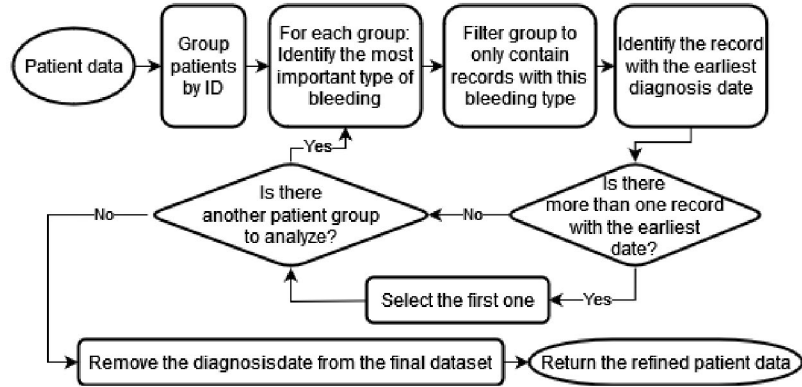 Patient data
Group
patients
by ID
For each group:
Identify the most
important type of
bleeding
Filter group to
only contain
records with this
bleeding type
Identify the record
with the earliest
diagnosis date
Yes
Is there
another patient group
to analyze?
No
No
Is there
more than one record
with the earliest
date?
Select the first one
Yes
Remove the diagnosisdate from the final dataset
Return the refined patient data